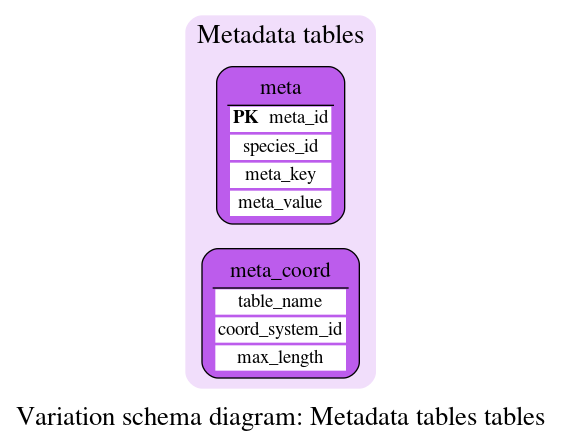 Metadata tables
meta
PK meta_id
species_id
meta_key
meta_value
meta_coord
table_name
coord_system_id
max_length
Variation schema diagram: Metadata tables tables